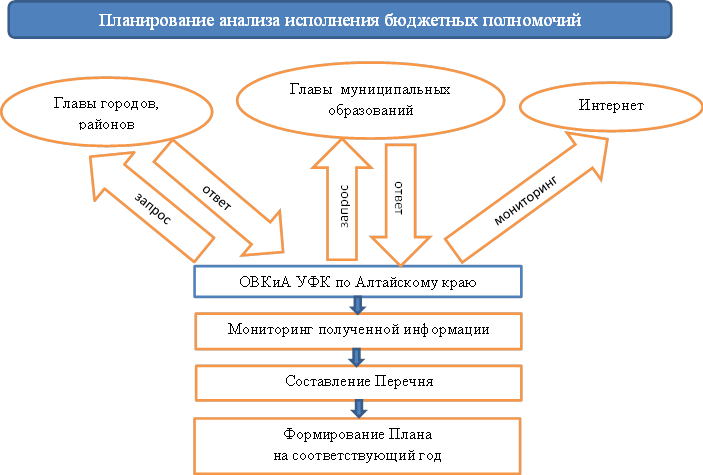 Планирование анализа исполнения бюджетных полномочий
Главы городов,
районов
Главы муниципальных
образований
Интернет
запрос
ответ
запрос
ответ
мониторинг
ОВКиА УФК по Алтайскому краю
Мониторинг полученной информации
Составление Перечня
Формирование Плана
на соответствующий год